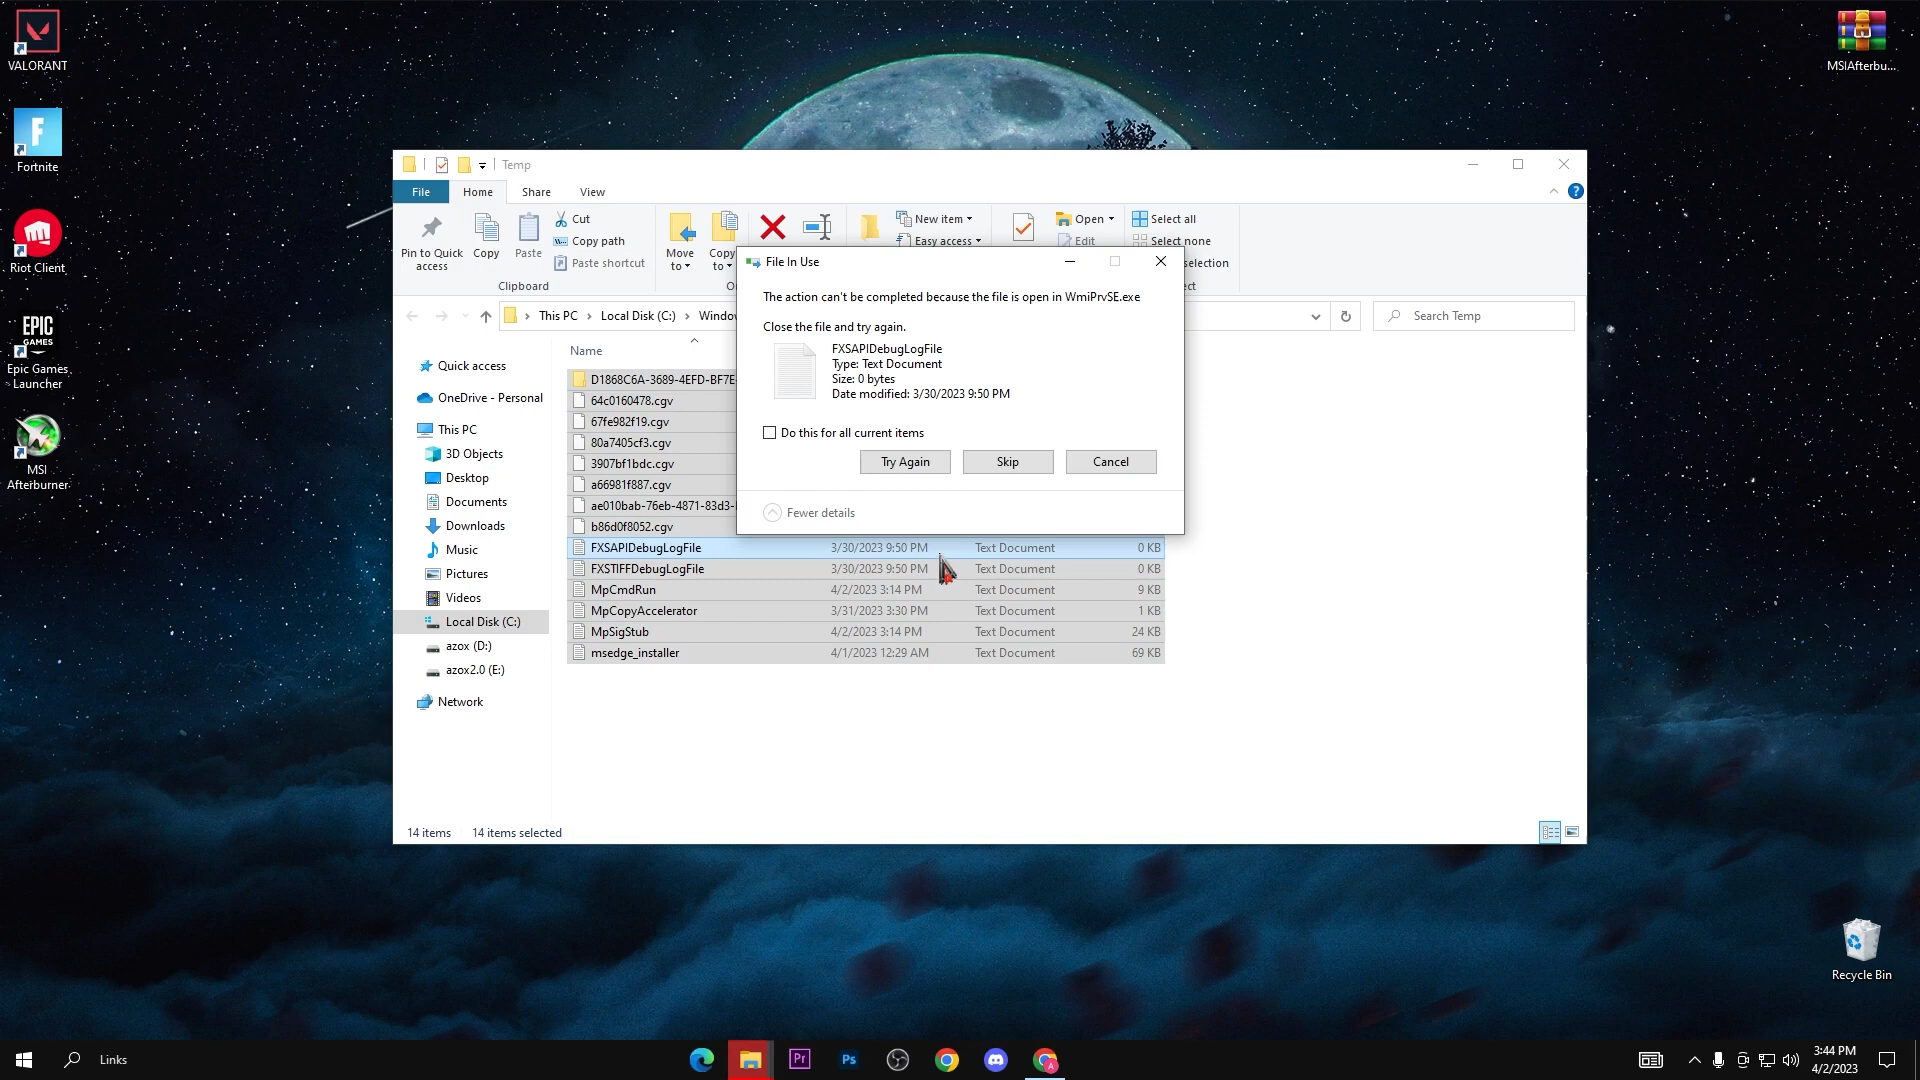 VALORANT
Fortnite
Riot Client
Epic Games
Launcher
MSI
Afterburner
MSIAfterbu...
Recycle Bin
Temp
File
Home
Share
View
Pin to Quick
access
Copy
Paste
Cut
Copy path
Paste shortcut
Clipboard
Move
to
Copy
to
New item
Easy access
Open
Edit
Select all
Select none
selection
This PC
Local Disk (C:)
Search Temp
Quick access
OneDrive - Personal
This PC
3D Objects
Desktop
Documents
Downloads
Music
Pictures
Videos
Local Disk (C:)
azox (D:)
azox2.0 (E:)
Network
Name
D1868C6A-3689-4EFD-BF7E-
64c0160478.cgv
67fe982f19.cgv
80a7405cf3.cgv
3907bf1bdc.cgv
a66981f887.cgv
ae010bab-76eb-4871-83d3-
b86d0f8052.cgv
FXSAPIDebugLogFile 3/30/2023 9:50 PM Text Document 0 KB
FXSTIFFDebugLogFile 3/30/2023 9:50 PM Text Document 0 KB
MpCmdRun 4/2/2023 3:14 PM Text Document 9 KB
MpCopyAccelerator 3/31/2023 3:30 PM Text Document 1 KB
MpSigStub 4/2/2023 3:14 PM Text Document 24 KB
msedge_installer 4/1/2023 12:29 AM Text Document 69 KB
File In Use
The action can't be completed because the file is open in WmiPrvSE.exe
Close the file and try again.
FXSAPIDebugLogFile
Type: Text Document
Size: 0 bytes
Date modified: 3/30/2023 9:50 PM
Do this for all current items
Try Again
Skip
Cancel
Fewer details
14 items
14 items selected
Links
3:44 PM
4/2/2023